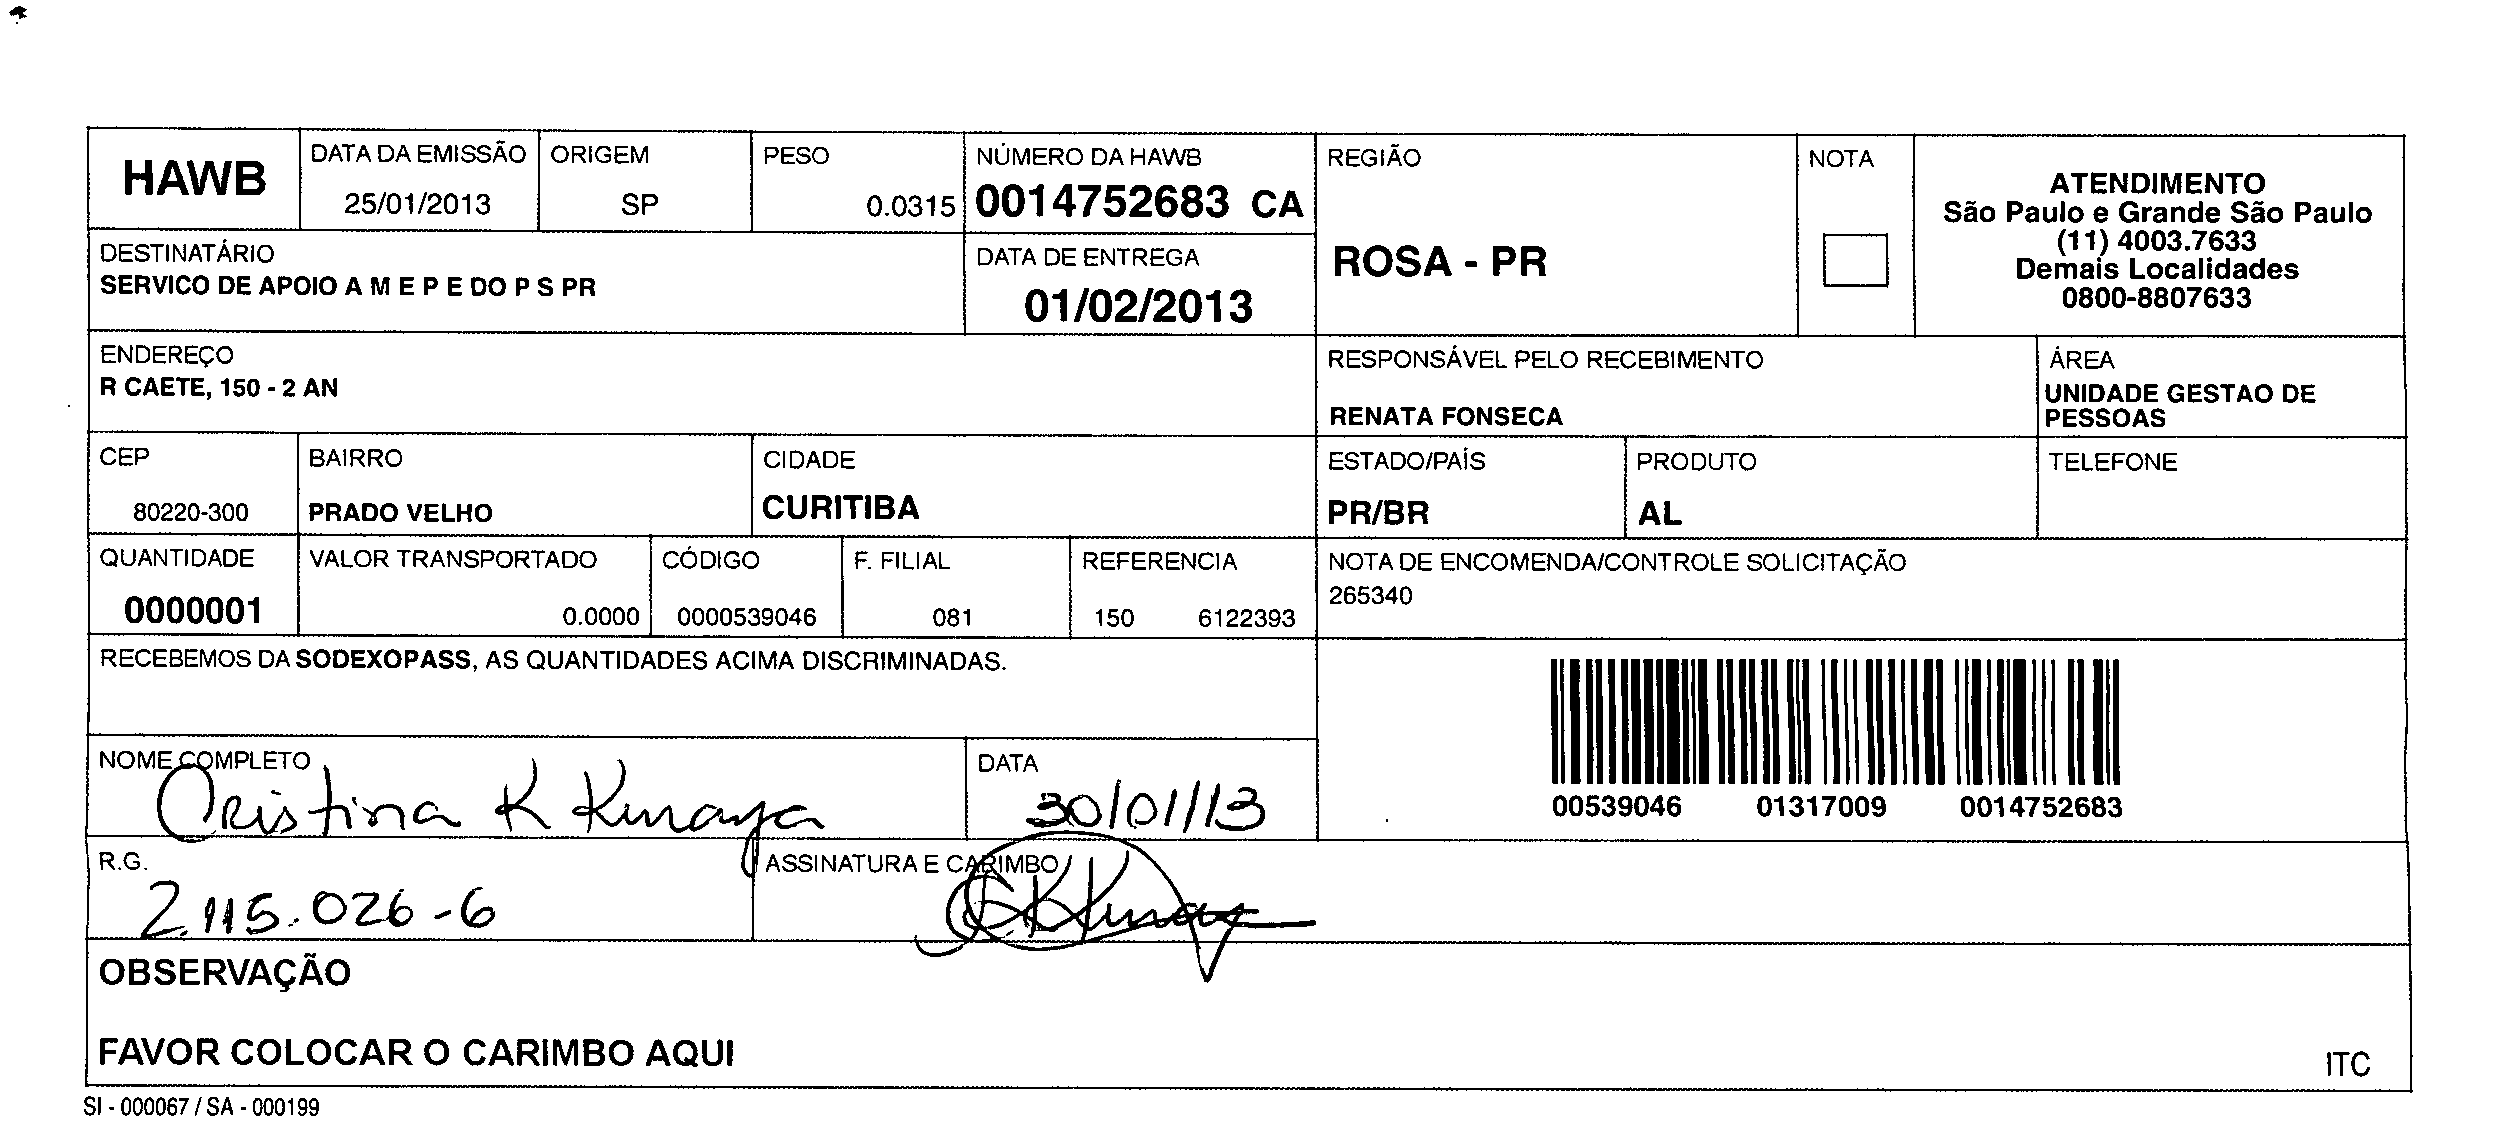 HAWB
DATA DA EMISSÃO
25/01/2013
ORIGEM
SP
PESO
0.0315
NÚMERO DA HAWB
0014752683 CA
REGIÃO
ROSA - PR
NOTA
ATENDIMENTO
São Paulo e Grande São Paulo
(11) 4003.7633
Demais Localidades
0800-8807633
DESTINATÁRIO
SERVICO DE APOIO A M E P E DO P S PR
DATA DE ENTREGA
01/02/2013
ENDEREÇO
R CAETE, 150 - 2 AN
RESPONSÁVEL PELO RECEBIMENTO
RENATA FONSECA
ÁREA
UNIDADE GESTAO DE
PESSOAS
CEP
80220-300
BAIRRO
PRADO VELHO
CIDADE
CURITIBA
ESTADO/PAÍS
PR/BR
PRODUTO
AL
TELEFONE
QUANTIDADE
0000001
VALOR TRANSPORTADO
0.0000
CÓDIGO
0000539046
F. FILIAL
081
REFERENCIA
150 6122393
NOTA DE ENCOMENDA/CONTROLE SOLICITAÇÃO
265340
RECEBEMOS DA SODEXOPASS, AS QUANTIDADES ACIMA DISCRIMINADAS.
00539046 01317009 0014752683
NOME COMPLETO
Cristina K Kmaya
DATA
30/01/13
R.G.
2.115.026-6
ASSINATURA E CARIMBO
OBSERVAÇÃO
FAVOR COLOCAR O CARIMBO AQUI
ITC
SI - 000067 / SA - 000199